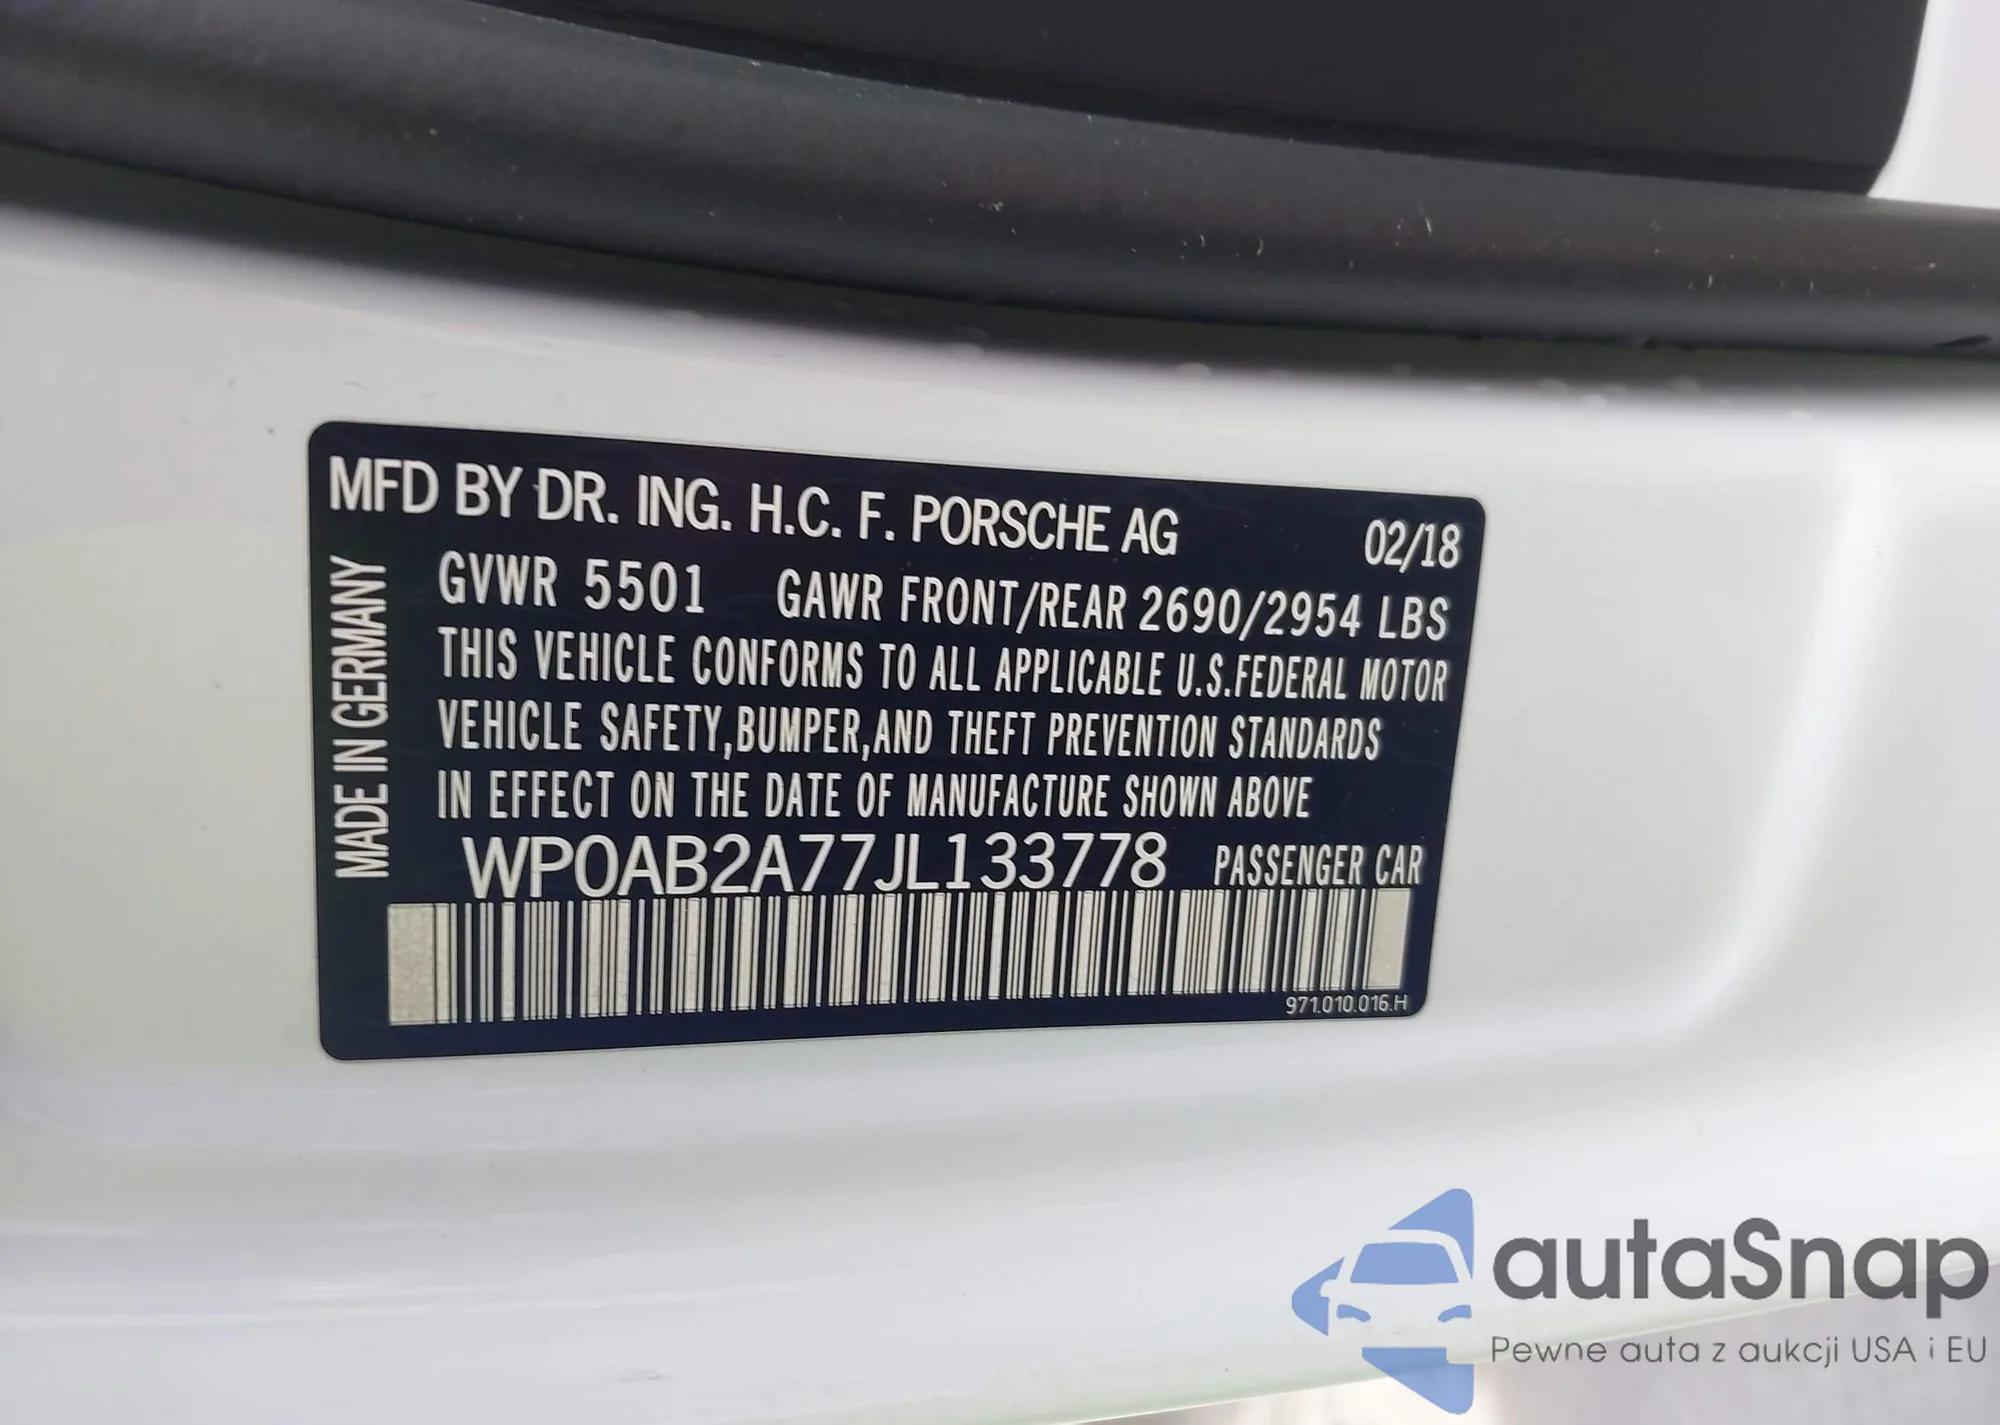 MFD BY DR. ING. H.C. F. PORSCHE AG 02/18
MADE IN GERMANY
GVWR 5501 GAWR FRONT/REAR 2690/2954 LBS
THIS VEHICLE CONFORMS TO ALL APPLICABLE U.S.FEDERAL MOTOR
VEHICLE SAFETY,BUMPER,AND THEFT PREVENTION STANDARDS
IN EFFECT ON THE DATE OF MANUFACTURE SHOWN ABOVE
WP0AB2A77JL133778 PASSENGER CAR
971.010.016.H
autaSnap
Pewne auta z aukcji USA i EU